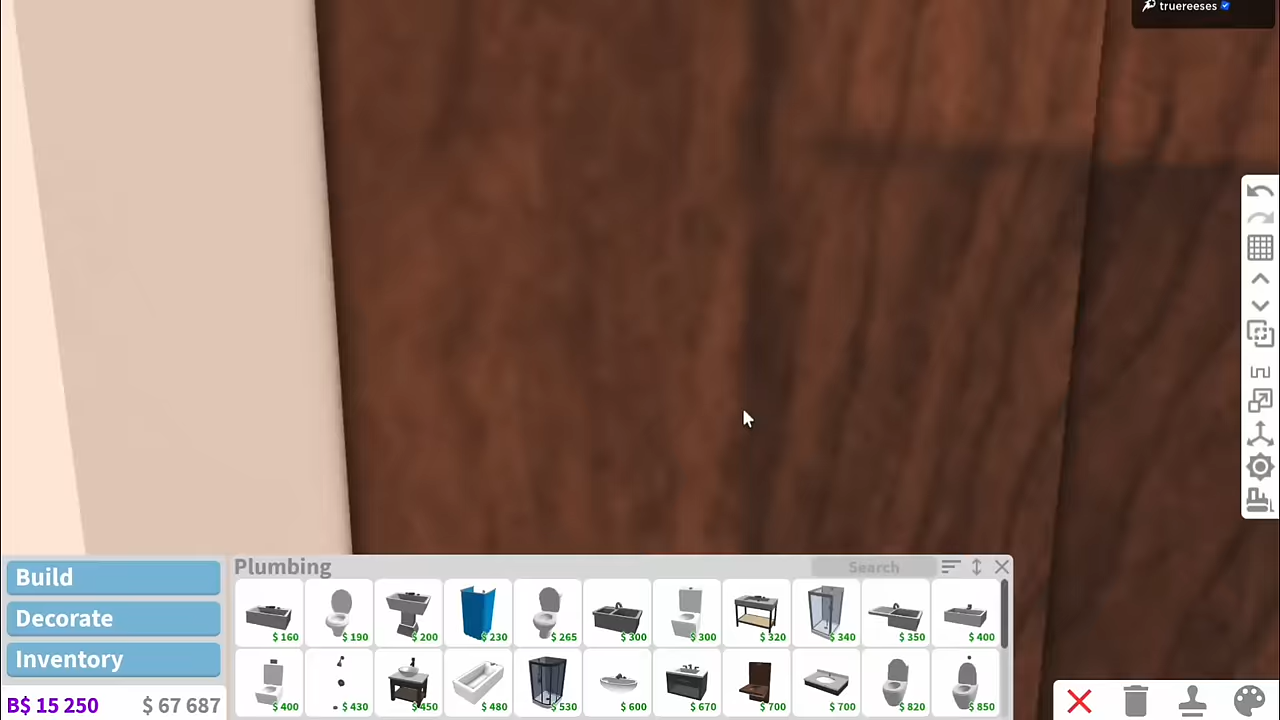 truereeses
Build
Decorate
Inventory
B$ 15 250
$ 67 687
Plumbing
Search
$ 160
$ 190
$ 200
$ 230
$ 265
$ 300
$ 300
$ 320
$ 340
$ 350
$ 400
$ 400
$ 430
$ 450
$ 480
$ 530
$ 600
$ 670
$ 700
$ 700
$ 820
$ 850